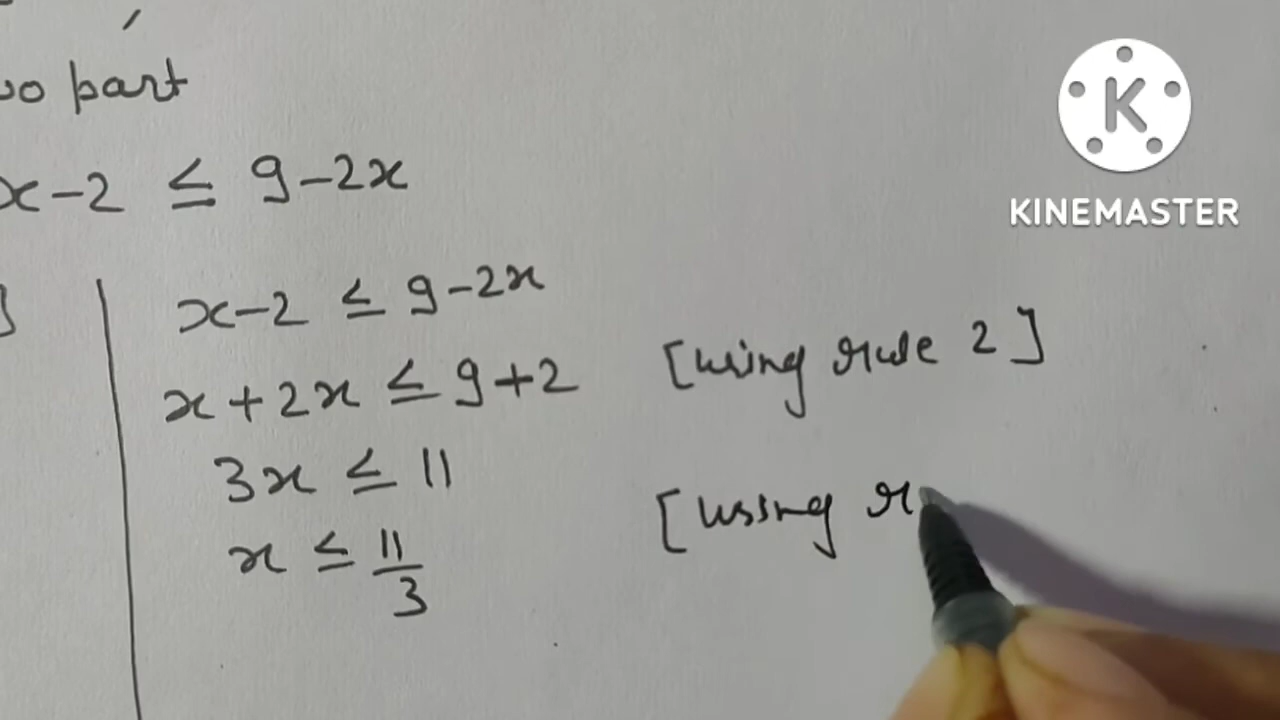 part
x-2 ≤ 9-2x
x-2 ≤ 9-2x
x+2x ≤ 9+2 [using rule 2]
3x ≤ 11
x ≤ 11/3 [using r
KINEMASTER